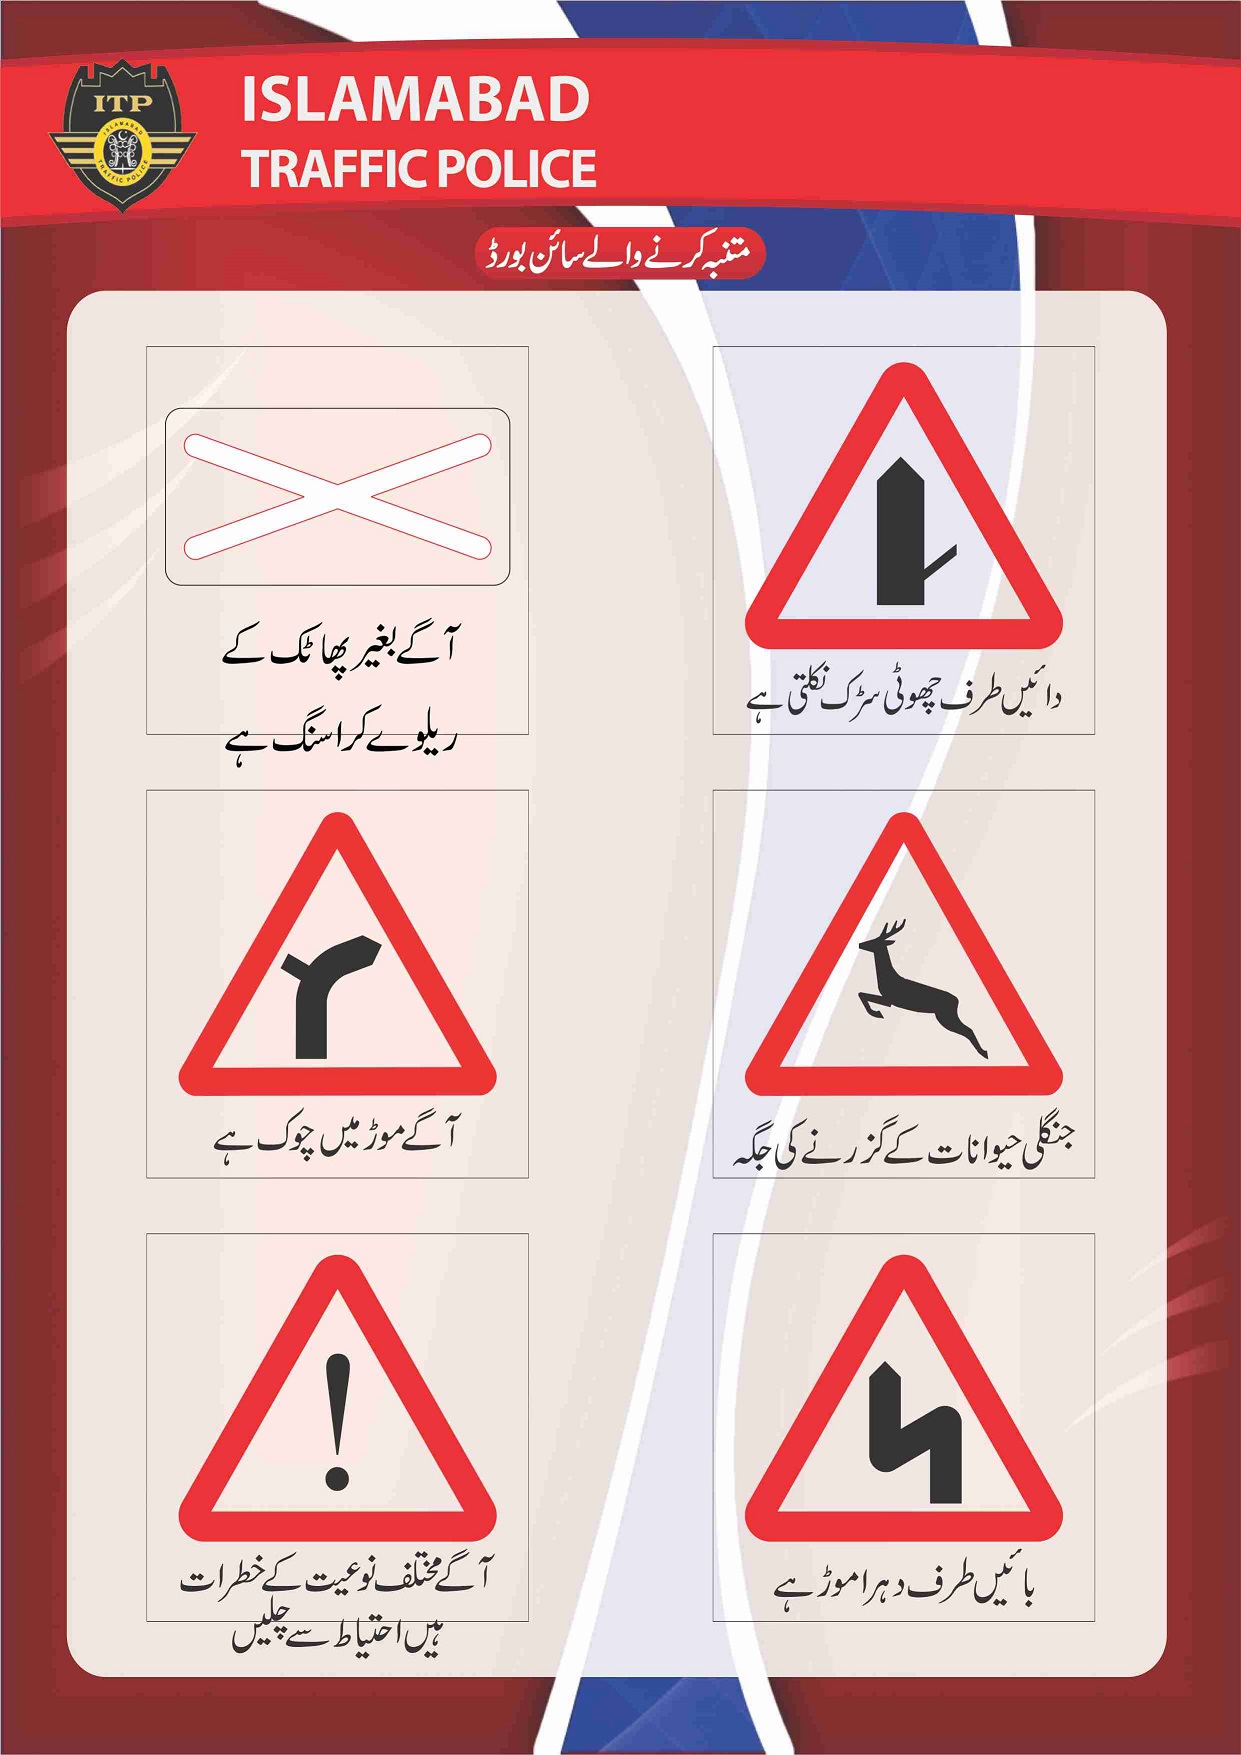 ITP
ISLAMABAD
TRAFFIC POLICE
ISLAMABAD
TRAFFIC POLICE
متنبہ کرنے والے سائن بورڈ
دائیں طرف چھوٹی سڑک نکلتی ہے
آگے بغیر پھاٹک کے
ریلوے کراسنگ ہے
جنگلی حیوانات کے گزرنے کی جگہ
آگے موڑ میں چوک ہے
بائیں طرف دہرا موڑ ہے
آگے مختلف نوعیت کے خطرات
ہیں احتیاط سے چلیں